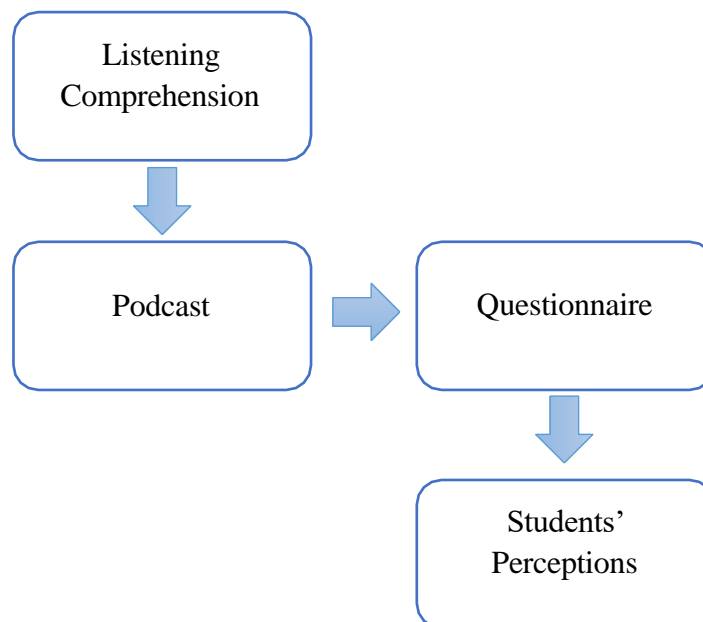 Listening
Comprehension
Podcast
Questionnaire
Students’
Perceptions